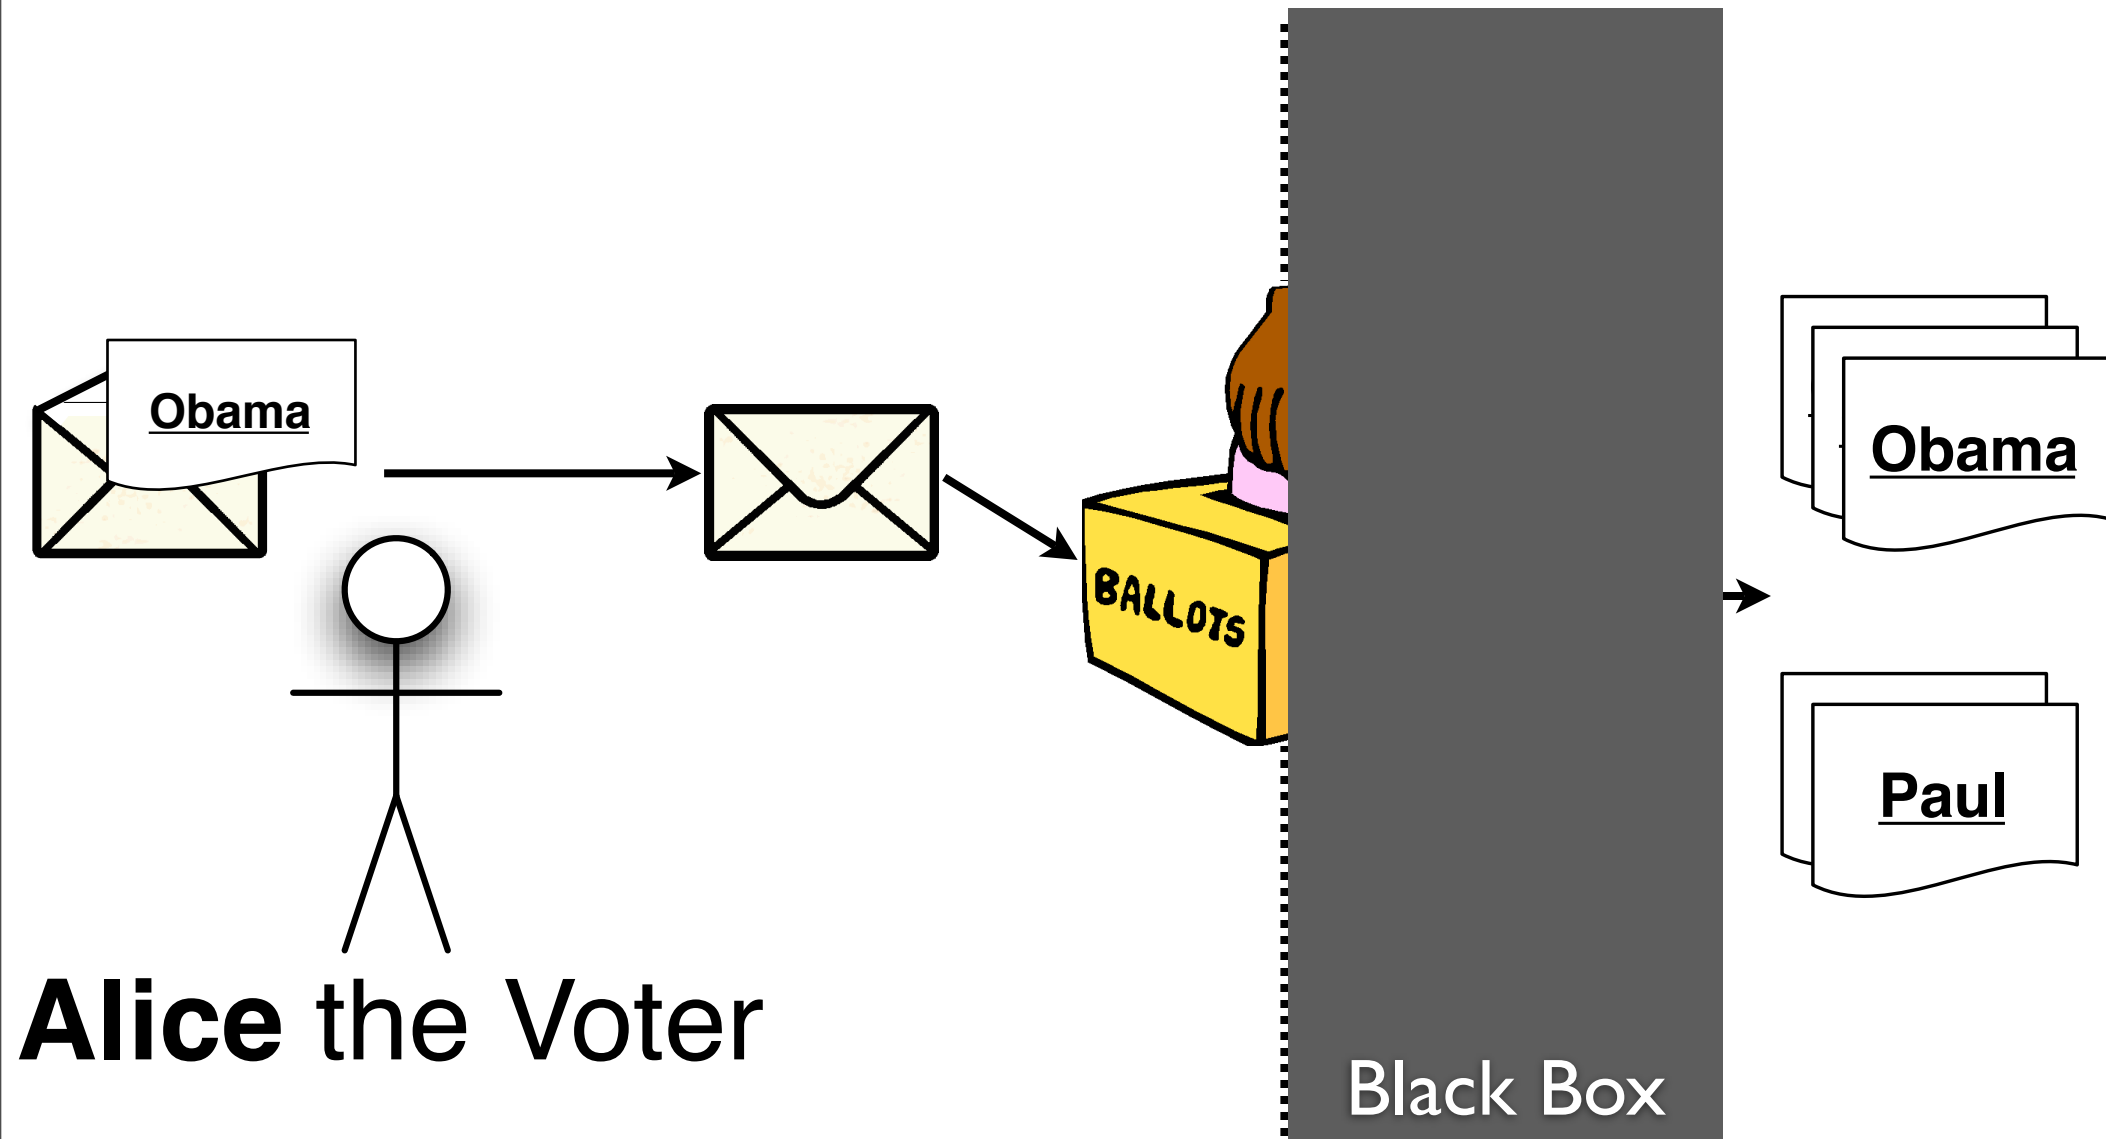 Obama
BALLOTS
Obama
Paul
Alice the Voter
Black Box